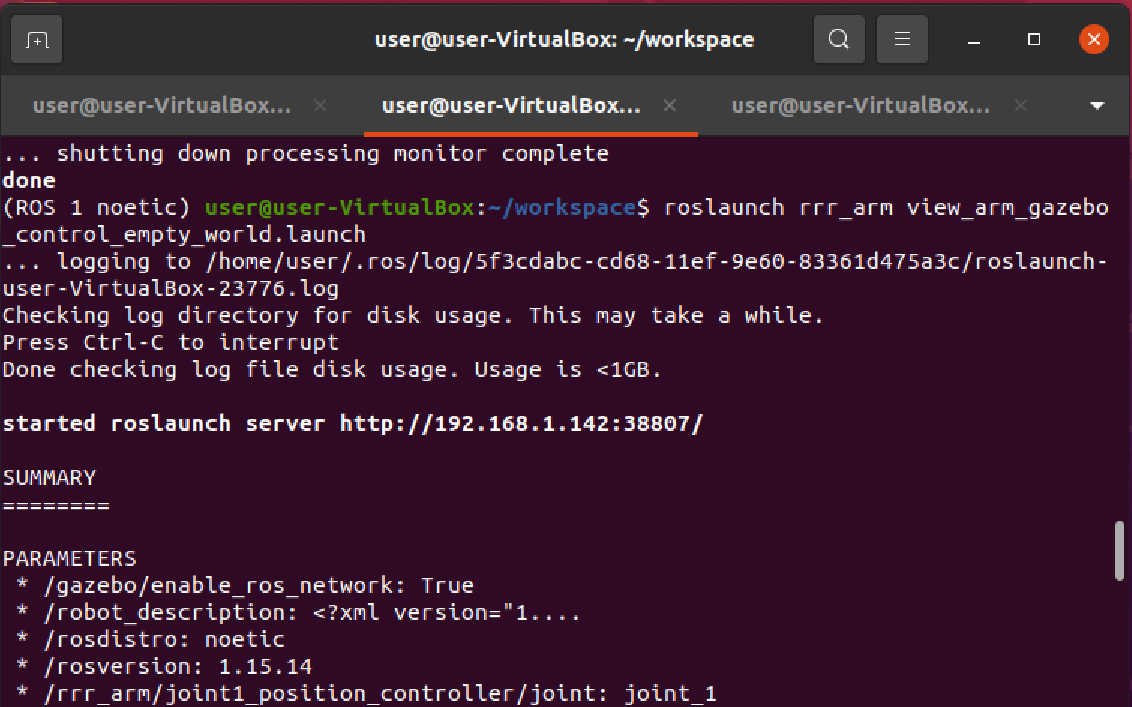 user@user-VirtualBox: ~/workspace
user@user-VirtualBox... × user@user-VirtualBox... × user@user-VirtualBox... ×
... shutting down processing monitor complete
done
(ROS 1 noetic) user@user-VirtualBox:~/workspace$ roslaunch rrr_arm view_arm_gazebo
_control_empty_world.launch
... logging to /home/user/.ros/log/5f3cdabc-cd68-11ef-9e60-83361d475a3c/roslaunch-
user-VirtualBox-23776.log
Checking log directory for disk usage. This may take a while.
Press Ctrl-C to interrupt
Done checking log file disk usage. Usage is <1GB.
started roslaunch server http://192.168.1.142:38807/
SUMMARY
========
PARAMETERS
 * /gazebo/enable_ros_network: True
 * /robot_description: <?xml version="1....
 * /rosdistro: noetic
 * /rosversion: 1.15.14
 * /rrr_arm/joint1_position_controller/joint: joint_1